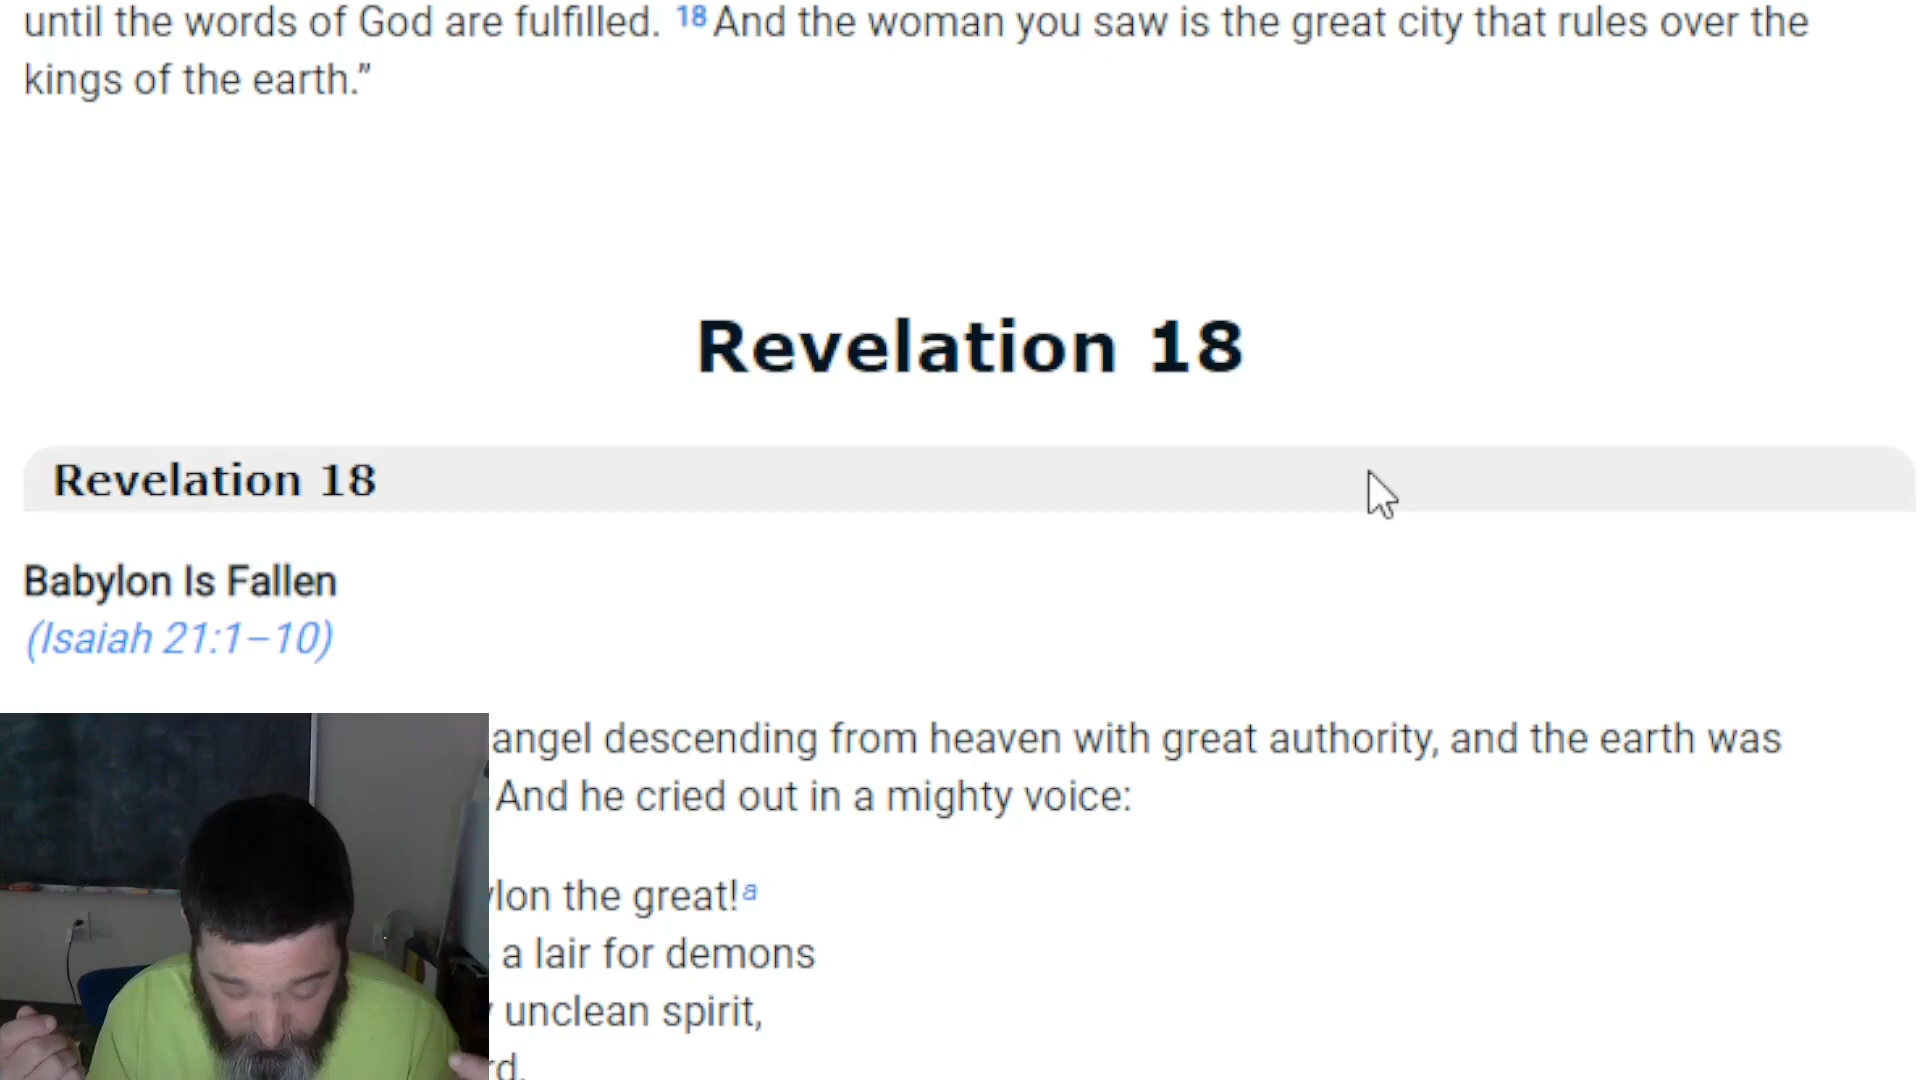 until the words of God are fulfilled. 18 And the woman you saw is the great city that rules over the
kings of the earth.”
Revelation 18
Revelation 18
Babylon Is Fallen
(Isaiah 21:1–10)
angel descending from heaven with great authority, and the earth was
And he cried out in a mighty voice:
the great!a
a lair for demons
unclean spirit,